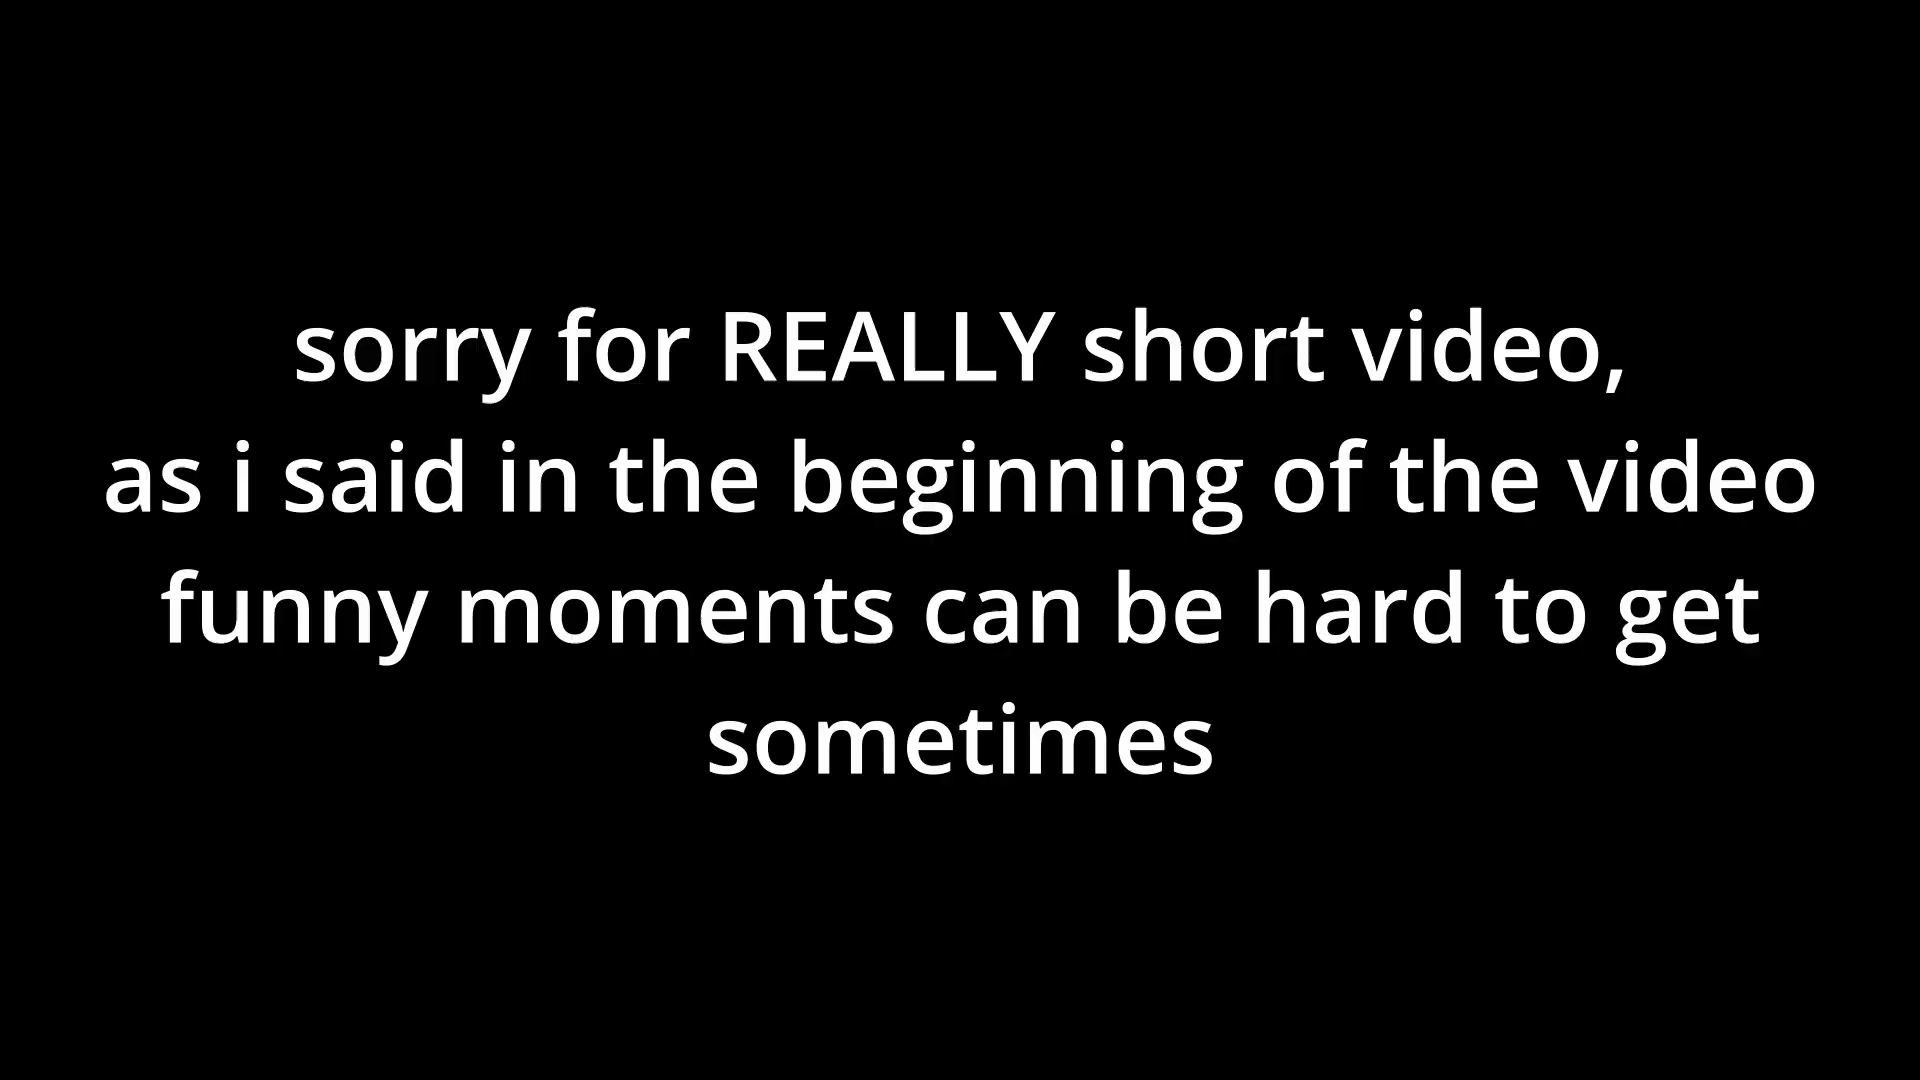 sorry for REALLY short video,
as i said in the beginning of the video
funny moments can be hard to get
sometimes